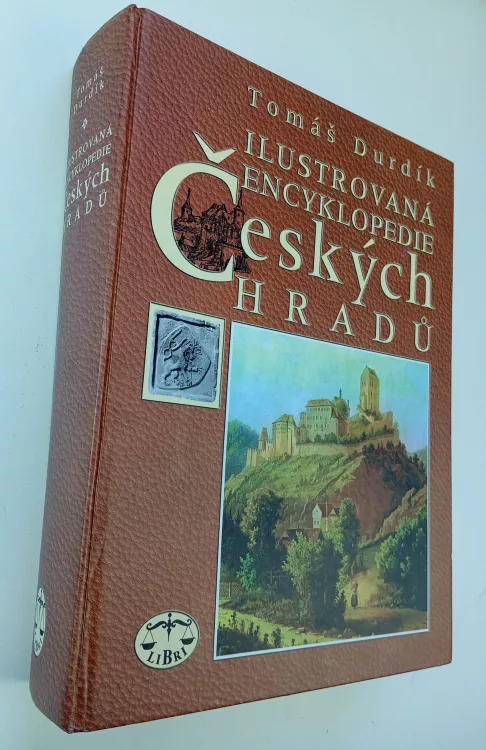 Tomáš Durdík
ILUSTROVANÁ
ENCYKLOPEDIE
Českých
HRADŮ
LIBRI
Tomáš
Durdík
ILUSTROVANÁ
ENCYKLOPEDIE
Českých
HRADŮ